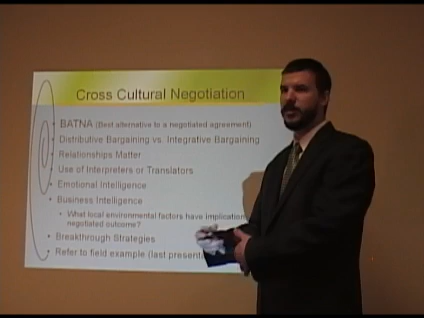 Cross Cultural Negotiation
• BATNA (Best alternative to a negotiated agreement)
• Distributive Bargaining vs. Integrative Bargaining
• Relationships Matter
• Use of Interpreters or Translators
• Emotional Intelligence
• Business Intelligence
• What local environmental factors have
negotiated outcome?
• Breakthrough Strategies
• Refer to field example (last